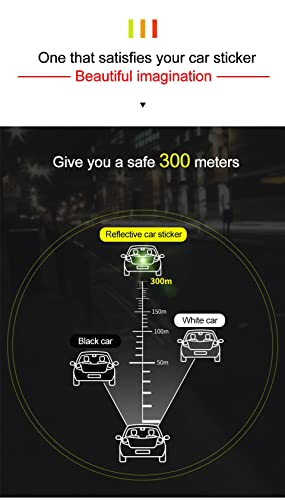 One that satisfies your car sticker
Beautiful imagination
Give you a safe 300 meters
Reflective car sticker
300m
150m
White car
100m
Black car
50m